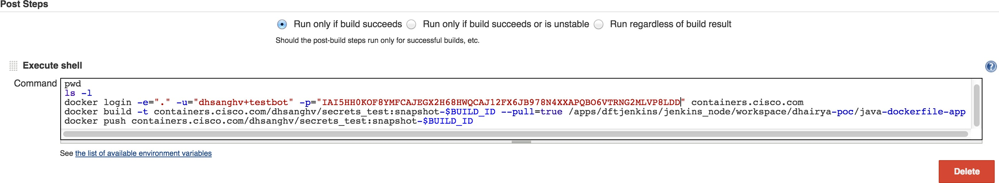 Post Steps
Run only if build succeeds Run only if build succeeds or is unstable Run regardless of build result
Should the post-build steps run only for successful builds, etc.
Execute shell
?
Command
pwd
ls -l
docker login -e="." -u="dhsanghv+testbot" -p="IAI5HH0KOF8YMFCAJEGX2H68HWQCAJ12FX6JB978N4XXAPQBO6VTRNG2MLVP8LDD" containers.cisco.com
docker build -t containers.cisco.com/dhsanghv/secrets_test:snapshot-$BUILD_ID --pull=true /apps/dftjenkins/jenkins_node/workspace/dhairya-poc/java-dockerfile-app
docker push containers.cisco.com/dhsanghv/secrets_test:snapshot-$BUILD_ID
See the list of available environment variables
Delete